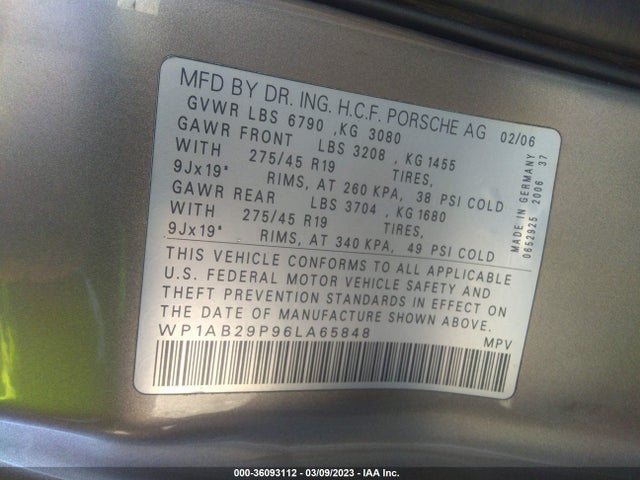 MFD BY DR. ING. H.C.F. PORSCHE AG 02/06
GVWR LBS 6790 ,KG 3080
GAWR FRONT LBS 3208 , KG 1455
WITH 275/45 R19 TIRES,
9Jx19" RIMS, AT 260 KPA, 38 PSI COLD
GAWR REAR LBS 3704 , KG 1680
WITH 275/45 R19 TIRES,
9Jx19" RIMS, AT 340 KPA, 49 PSI COLD
MADE IN GERMANY
0652925 2006 37
THIS VEHICLE CONFORMS TO ALL APPLICABLE
U.S. FEDERAL MOTOR VEHICLE SAFETY AND
THEFT PREVENTION STANDARDS IN EFFECT ON
THE DATE OF MANUFACTURE SHOWN ABOVE.
WP1AB29P96LA65848 MPV
000-36093112 - 03/09/2023 - IAA Inc.